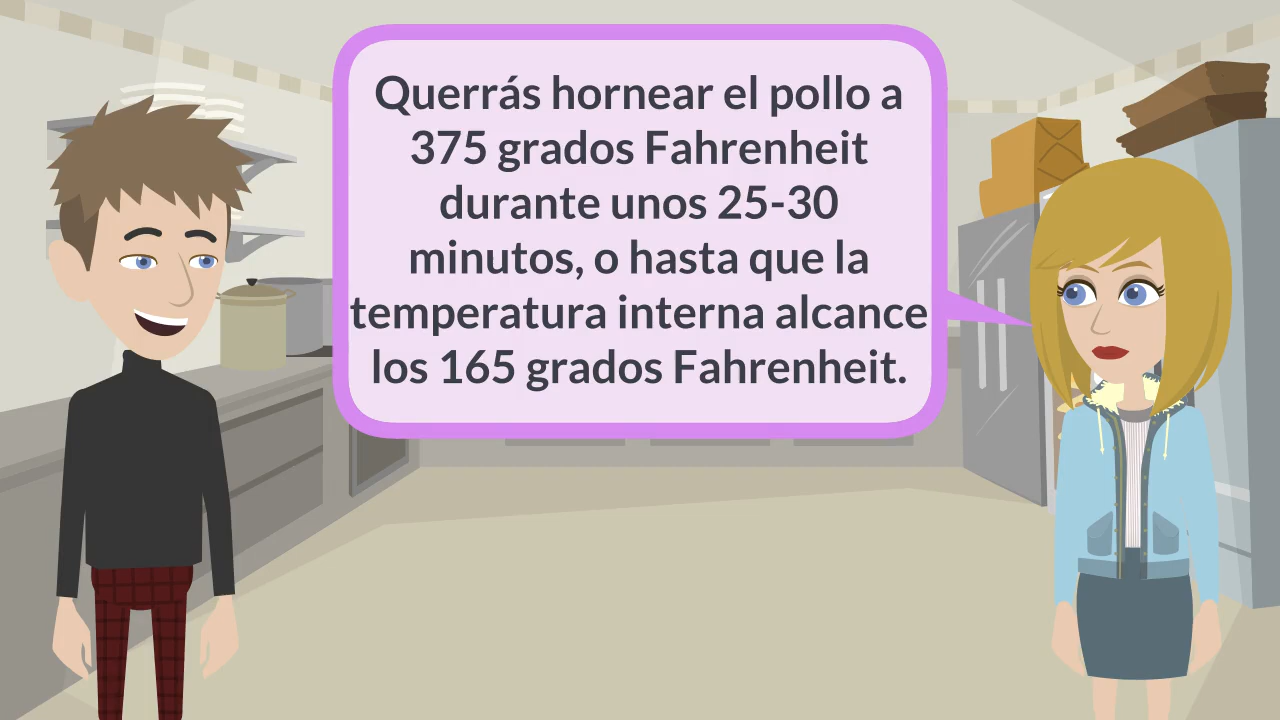 Querrás hornear el pollo a
375 grados Fahrenheit
durante unos 25-30
minutos, o hasta que la
temperatura interna alcance
los 165 grados Fahrenheit.